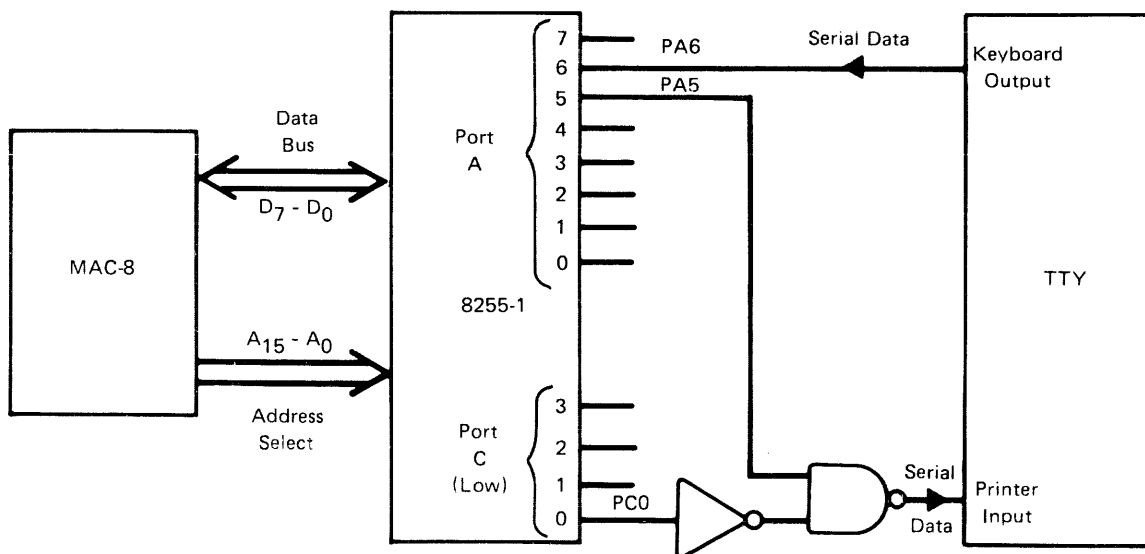 MAC-8
Data
Bus
D7 - D0
A15 - A0
Address
Select
Port
A
7
6
5
4
3
2
1
0
8255-1
Port
C
(Low)
3
2
1
0
PA6
PA5
PC0
Serial Data
Keyboard
Output
TTY
Serial
Data
Printer
Input